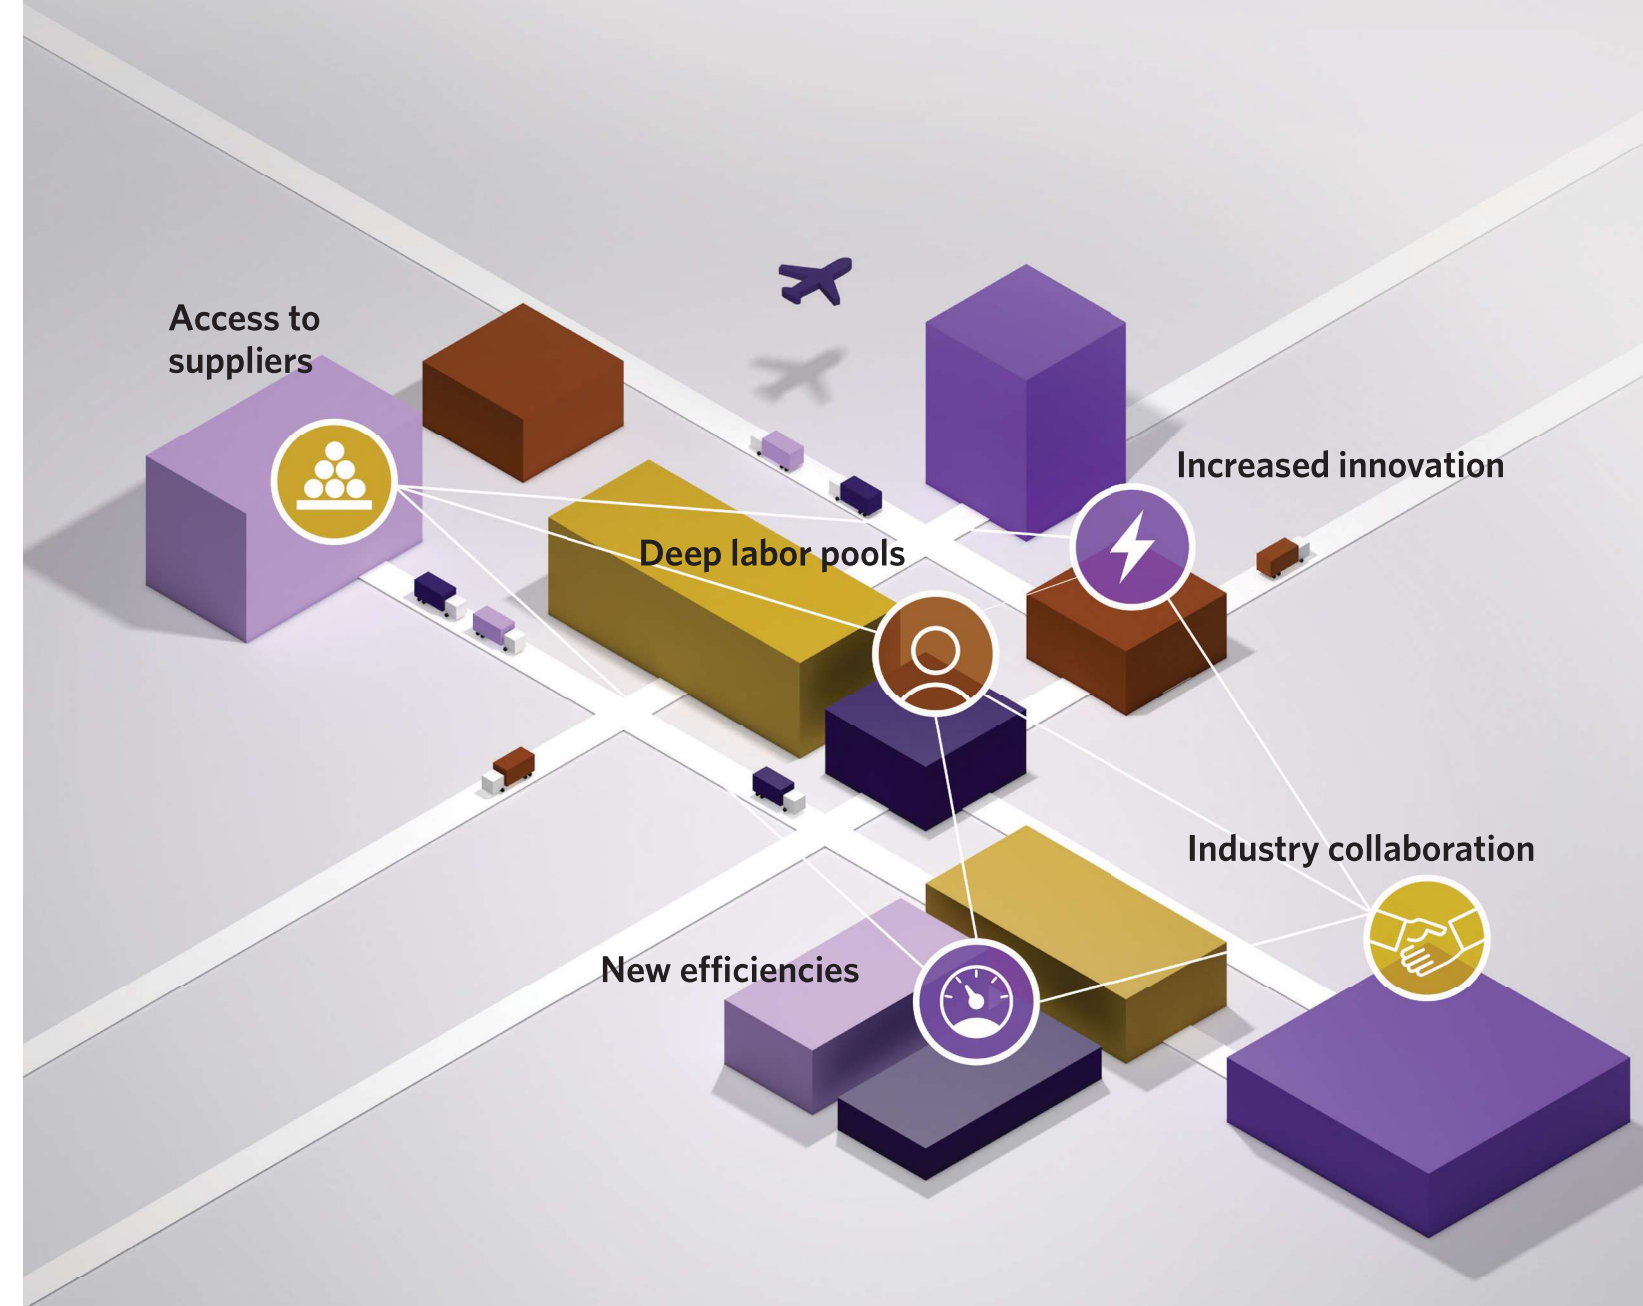 Access to
suppliers
Increased innovation
Deep labor pools
Industry collaboration
New efficiencies